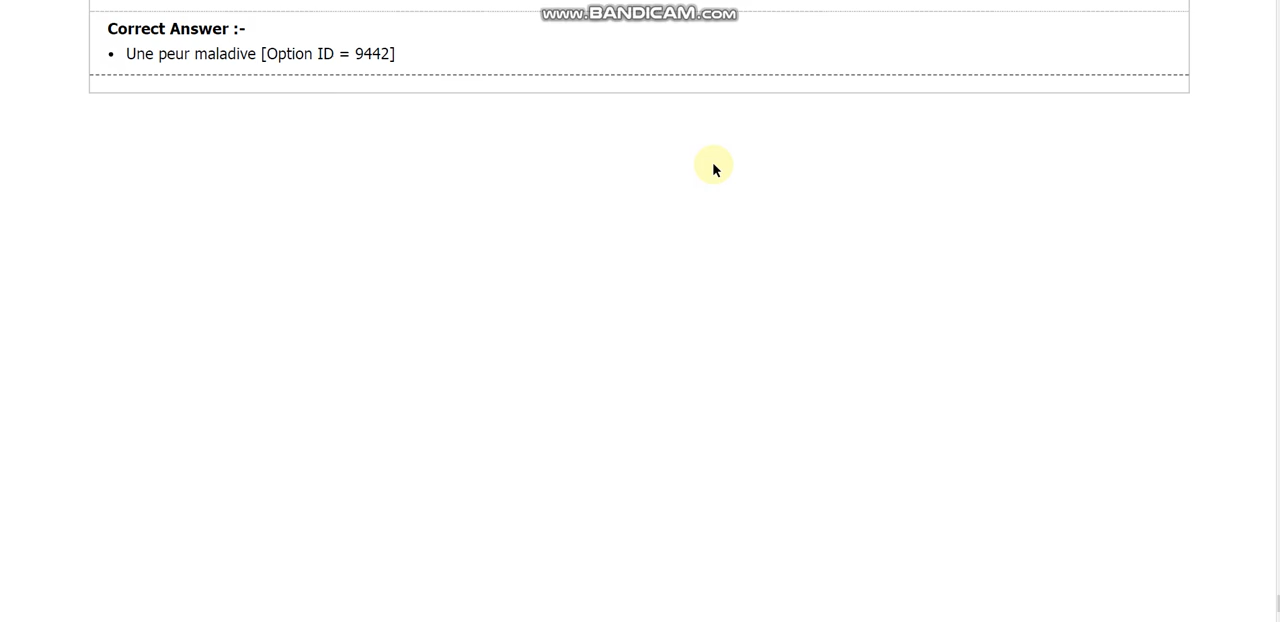 www.BANDICAM.com
Correct Answer :-
• Une peur maladive [Option ID = 9442]